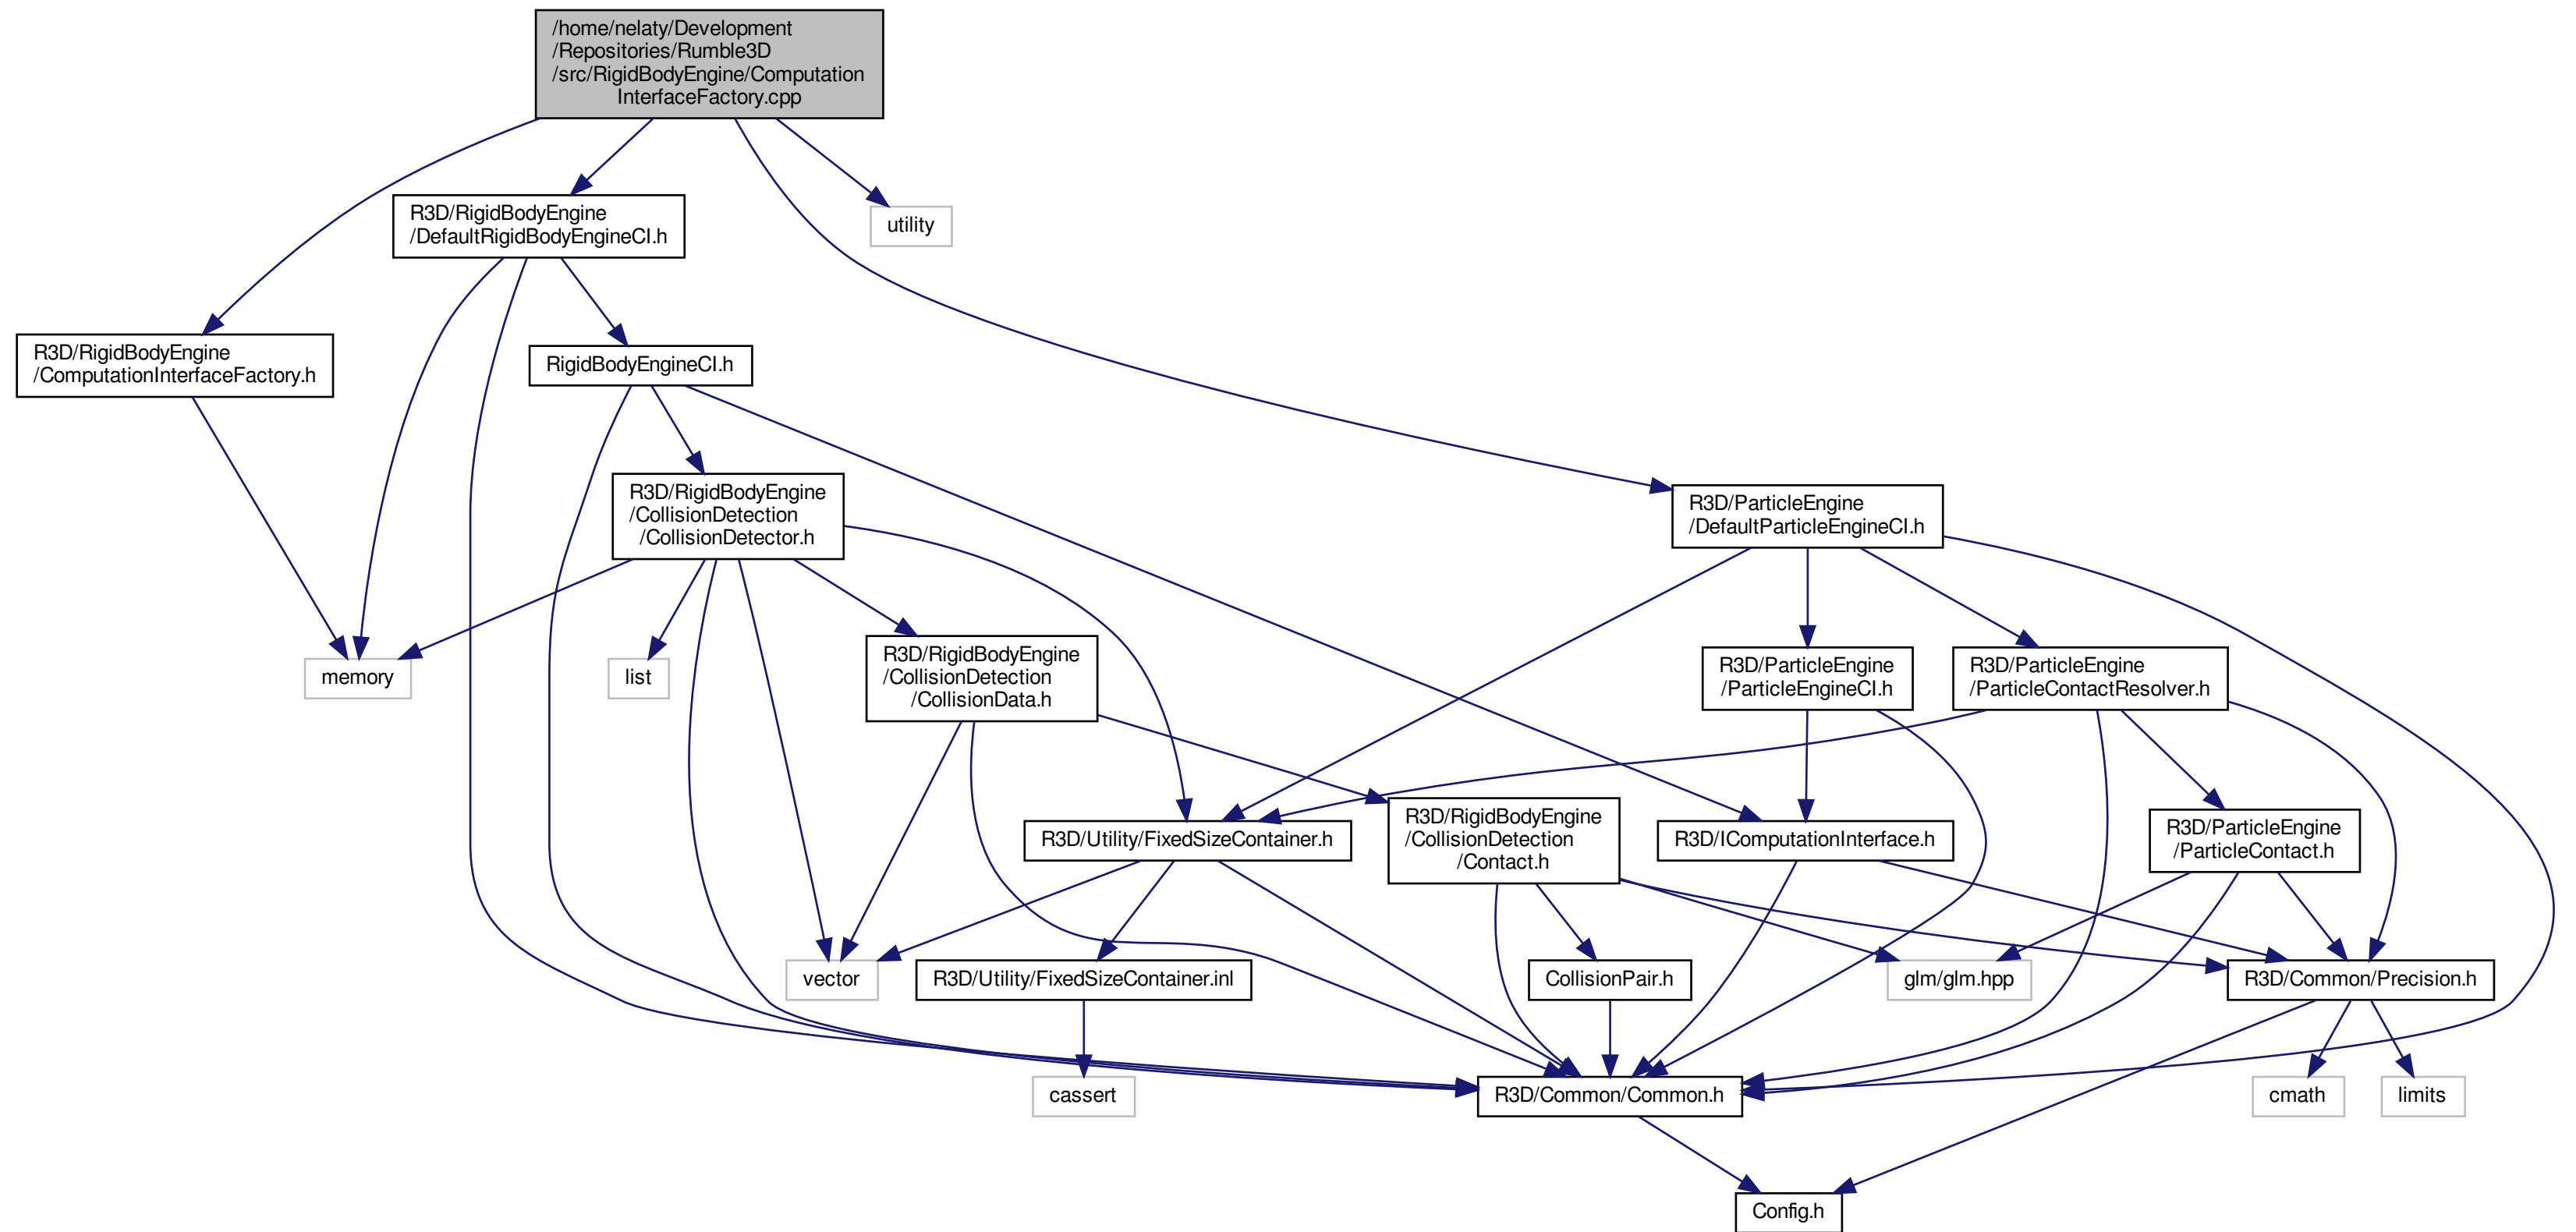 /home/nelaty/Development
/Repositories/Rumble3D
/src/RigidBodyEngine/Computation
InterfaceFactory.cpp
R3D/RigidBodyEngine
/DefaultRigidBodyEngineCI.h
utility
R3D/RigidBodyEngine
/ComputationInterfaceFactory.h
RigidBodyEngineCI.h
R3D/RigidBodyEngine
/CollisionDetection
/CollisionDetector.h
R3D/ParticleEngine
/DefaultParticleEngineCI.h
memory
list
R3D/RigidBodyEngine
/CollisionDetection
/CollisionData.h
R3D/ParticleEngine
/ParticleEngineCI.h
R3D/ParticleEngine
/ParticleContactResolver.h
R3D/Utility/FixedSizeContainer.h
R3D/RigidBodyEngine
/CollisionDetection
/Contact.h
R3D/IComputationInterface.h
R3D/ParticleEngine
/ParticleContact.h
vector
R3D/Utility/FixedSizeContainer.inl
CollisionPair.h
glm/glm.hpp
R3D/Common/Precision.h
cassert
R3D/Common/Common.h
cmath
limits
Config.h